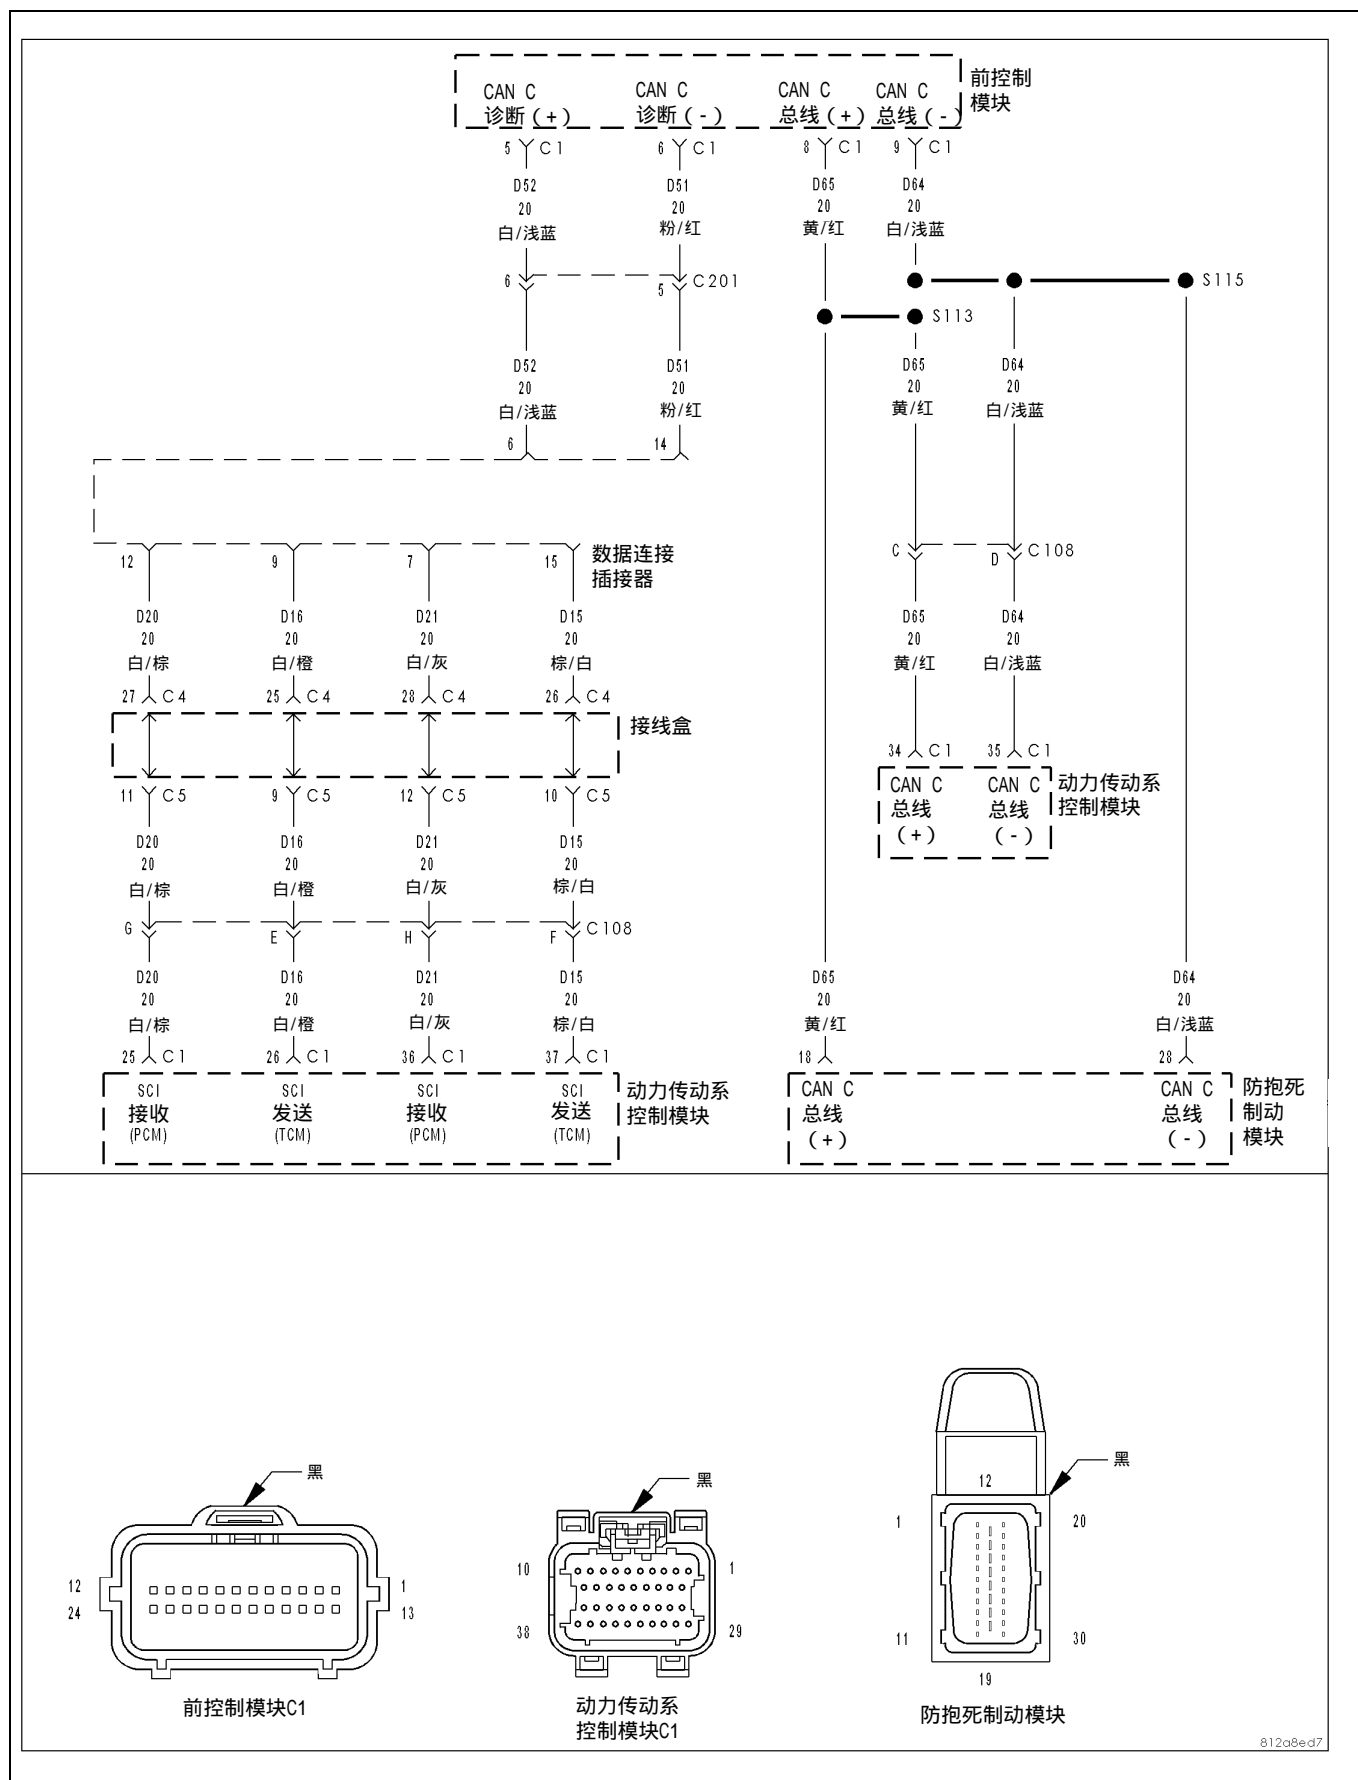 CAN C
诊断(+)
CAN C
诊断(-)
CAN C
总线(+)
CAN C
总线(-)
前控制
模块
5 C1
6 C1
8 C1
9 C1
D52
20
白/浅蓝
D51
20
粉/红
D65
20
黄/红
D64
20
白/浅蓝
6
5
C201
S115
S113
D52
20
白/浅蓝
D51
20
粉/红
D65
20
黄/红
D64
20
白/浅蓝
6
14
12
9
7
15
数据连接
插接器
C
D
C108
D20
20
白/棕
D16
20
白/橙
D21
20
白/灰
D15
20
棕/白
D65
20
黄/红
D64
20
白/浅蓝
27 C4
25 C4
28 C4
26 C4
接线盒
34 C1
35 C1
CAN C
总线
(+)
CAN C
总线
(-)
动力传动系
控制模块
11 C5
9 C5
12 C5
10 C5
D20
20
白/棕
D16
20
白/橙
D21
20
白/灰
D15
20
棕/白
G
E
H
F
C108
D20
20
白/棕
D16
20
白/橙
D21
20
白/灰
D15
20
棕/白
D65
20
黄/红
D64
20
白/浅蓝
25 C1
26 C1
36 C1
37 C1
18
28
SCI
接收
(PCM)
SCI
发送
(TCM)
SCI
接收
(PCM)
SCI
发送
(TCM)
动力传动系
控制模块
CAN C
总线
(+)
CAN C
总线
(-)
防抱死
制动
模块
黑
12
24
1
13
前控制模块C1
黑
10
1
38
29
动力传动系
控制模块C1
黑
12
1
20
11
30
19
防抱死制动模块
812a8ed7